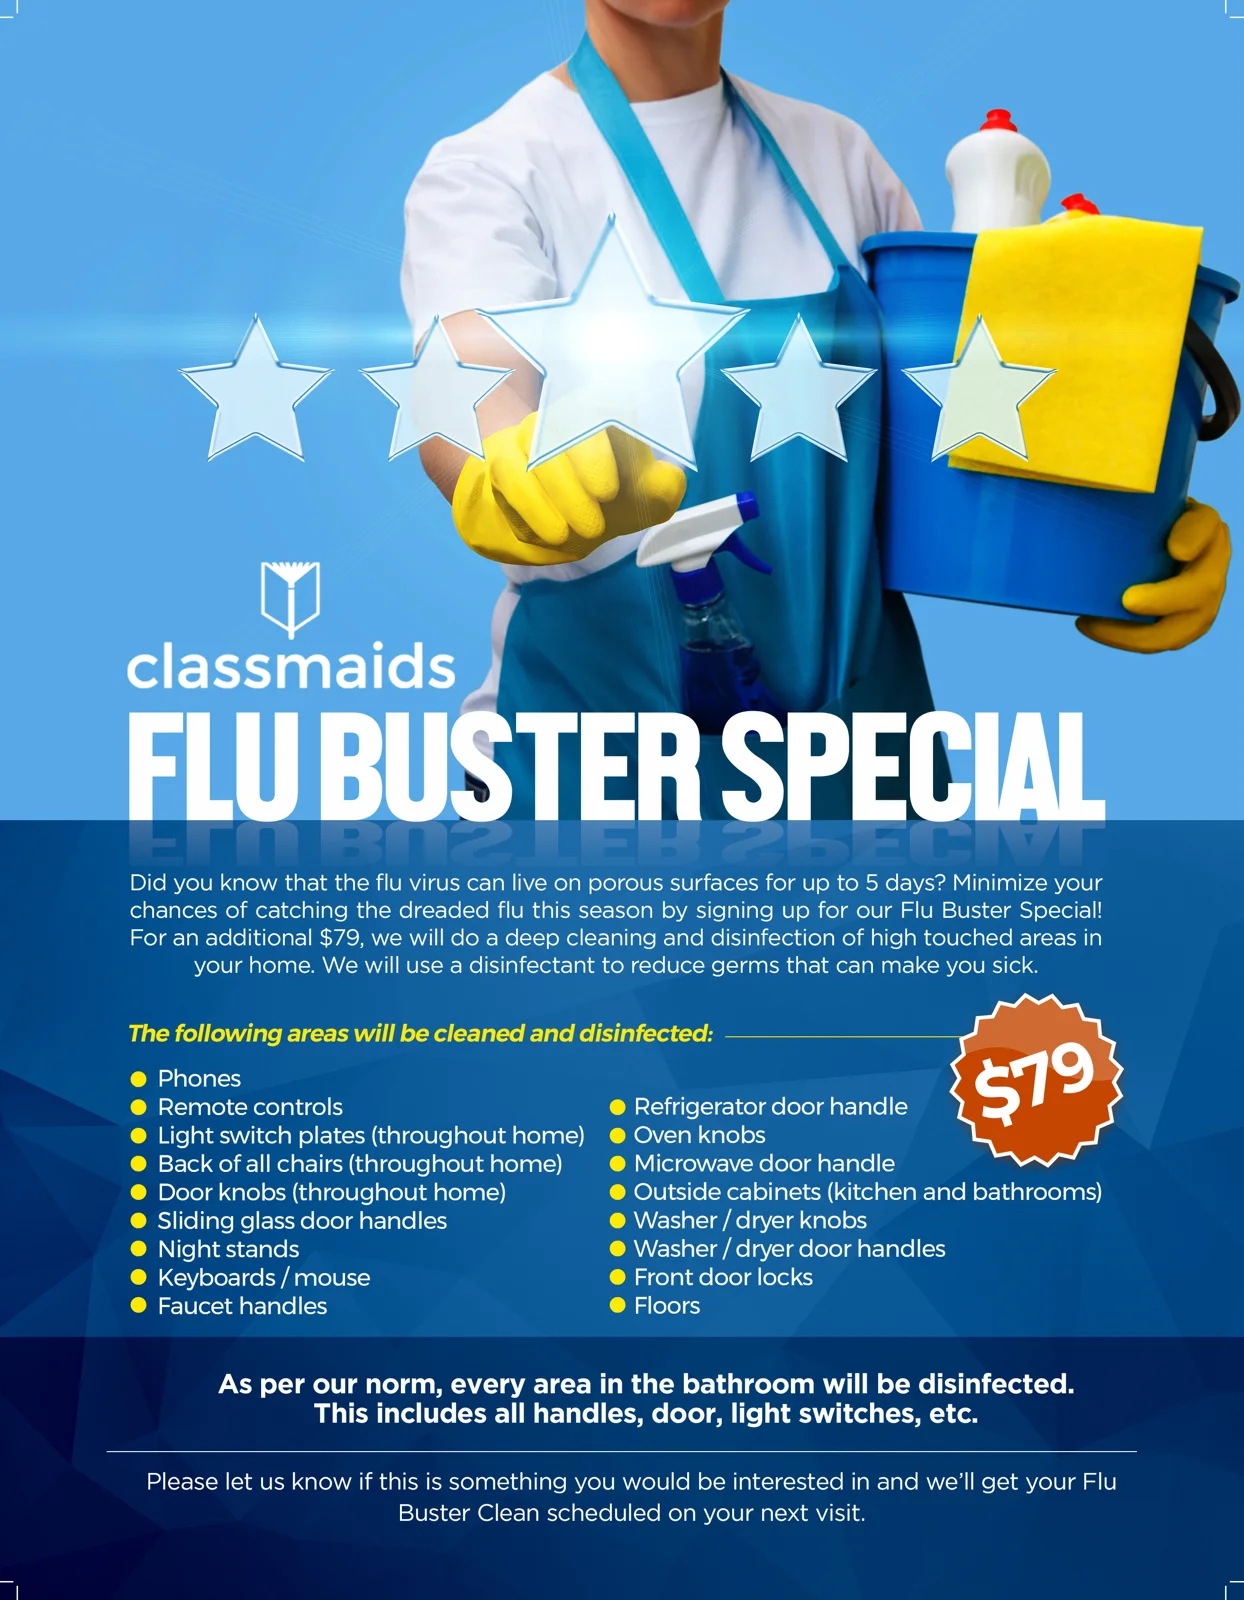 classmaids
FLU BUSTER SPECIAL
Did you know that the flu virus can live on porous surfaces for up to 5 days? Minimize your
chances of catching the dreaded flu this season by signing up for our Flu Buster Special!
For an additional $79, we will do a deep cleaning and disinfection of high touched areas in
your home. We will use a disinfectant to reduce germs that can make you sick.
The following areas will be cleaned and disinfected:
$79
Phones
Remote controls
Light switch plates (throughout home)
Back of all chairs (throughout home)
Door knobs (throughout home)
Sliding glass door handles
Night stands
Keyboards / mouse
Faucet handles
Refrigerator door handle
Oven knobs
Microwave door handle
Outside cabinets (kitchen and bathrooms)
Washer / dryer knobs
Washer / dryer door handles
Front door locks
Floors
As per our norm, every area in the bathroom will be disinfected.
This includes all handles, door, light switches, etc.
Please let us know if this is something you would be interested in and we'll get your Flu
Buster Clean scheduled on your next visit.